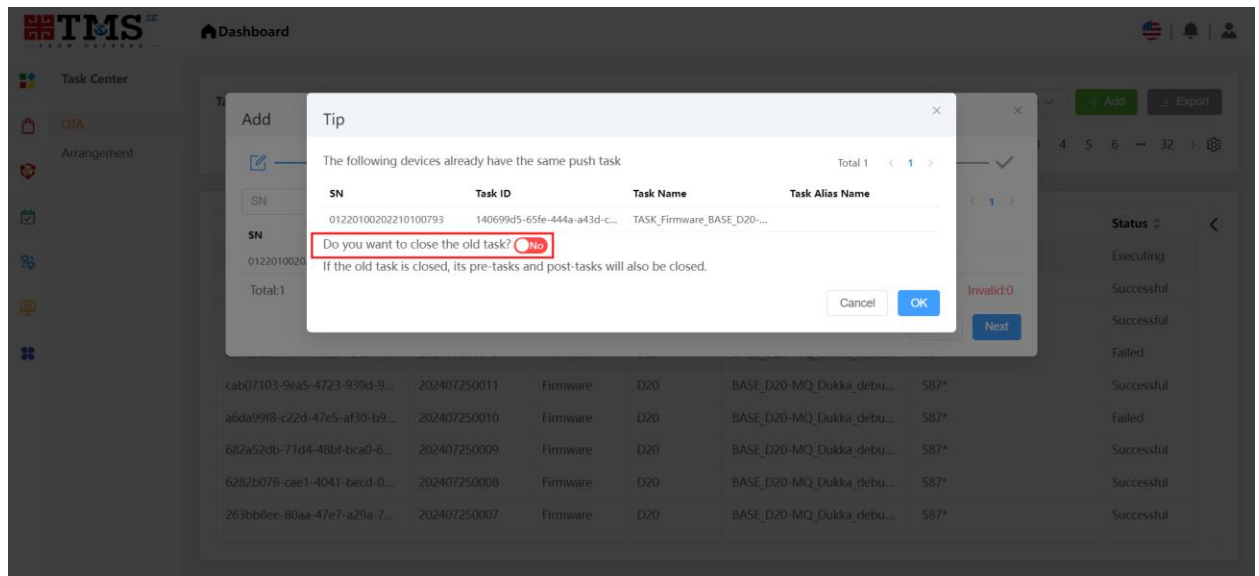 TMS SE
FROM DAYREAD
Dashboard
Task Center
OTA
Arrangement
+ Add
Export
4 5 6 ··· 32 >
Add
SN
< 1 >
SN
0122010020
Total:1
Invalid:0
Next
Tip
The following devices already have the same push task
Total 1 < 1 >
SN Task ID Task Name Task Alias Name
01220100202210100793 140699d5-65fe-444a-a43d-c... TASK_Firmware_BASE_D20-...
Do you want to close the old task? No
If the old task is closed, its pre-tasks and post-tasks will also be closed.
Cancel OK
Status
Executing
Successful
Successful
Failed
cab07103-9ea5-4723-939d-9... 202407250011 Firmware D20 BASE_D20-MQ_Dukka_debu... 587* Successful
a6da99f8-c22d-47e5-af30-b9... 202407250010 Firmware D20 BASE_D20-MQ_Dukka_debu... 587* Failed
682a52db-71d4-48bf-bca0-6... 202407250009 Firmware D20 BASE_D20-MQ_Dukka_debu... 587* Successful
6282b076-cae1-4041-becd-0... 202407250008 Firmware D20 BASE_D20-MQ_Dukka_debu... 587* Successful
263bb8ee-80aa-47e7-a29a-7... 202407250007 Firmware D20 BASE_D20-MQ_Dukka_debu... 587* Successful